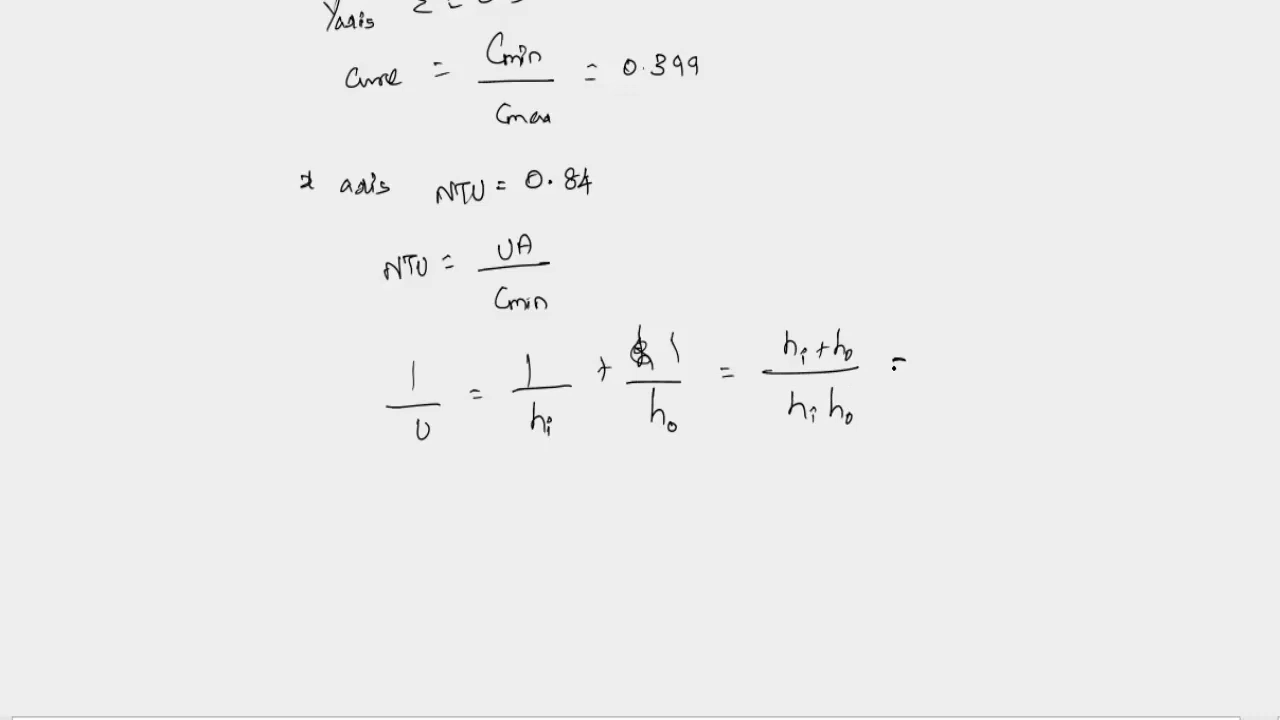 Yaxis
Curve = Cmin / Cmax = 0.399
x axis NTU = 0.84
NTU = UA / Cmin
1 / U = 1 / hi + 1 / ho = hi + ho / hi ho =